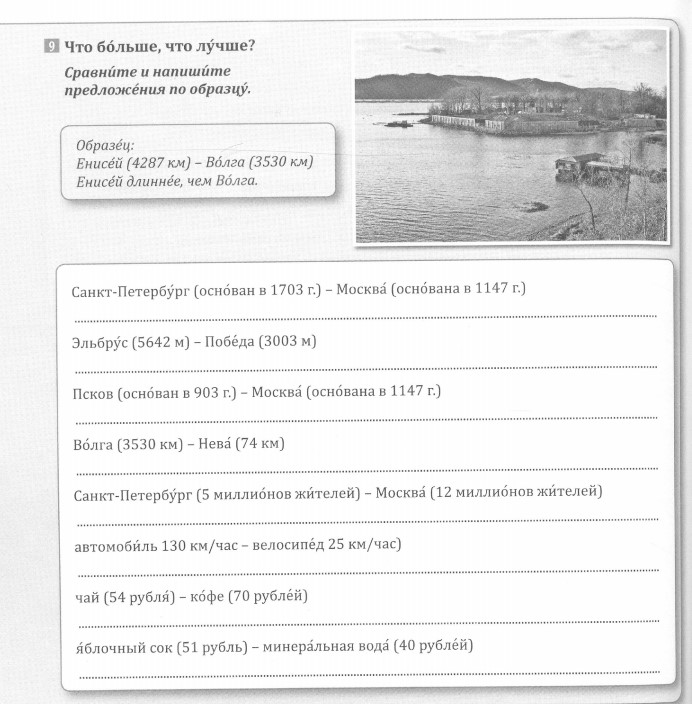 9 Что бо́льше, что лу́чше?
Сравни́те и напиши́те
предложе́ния по образцу́.
Образе́ц:
Енисе́й (4287 км) – Во́лга (3530 км)
Енисе́й длинне́е, чем Во́лга.
Санкт-Петербу́рг (осно́ван в 1703 г.) – Москва́ (осно́вана в 1147 г.)
Эльбру́с (5642 м) – Побе́да (3003 м)
Псков (осно́ван в 903 г.) – Москва́ (осно́вана в 1147 г.)
Во́лга (3530 км) – Нева́ (74 км)
Санкт-Петербу́рг (5 миллио́нов жи́телей) – Москва́ (12 миллио́нов жи́телей)
автомоби́ль 130 км/час – велосипе́д 25 км/час)
чай (54 рубля́) – ко́фе (70 рубле́й)
я́блочный сок (51 рубль) – минера́льная вода́ (40 рубле́й)